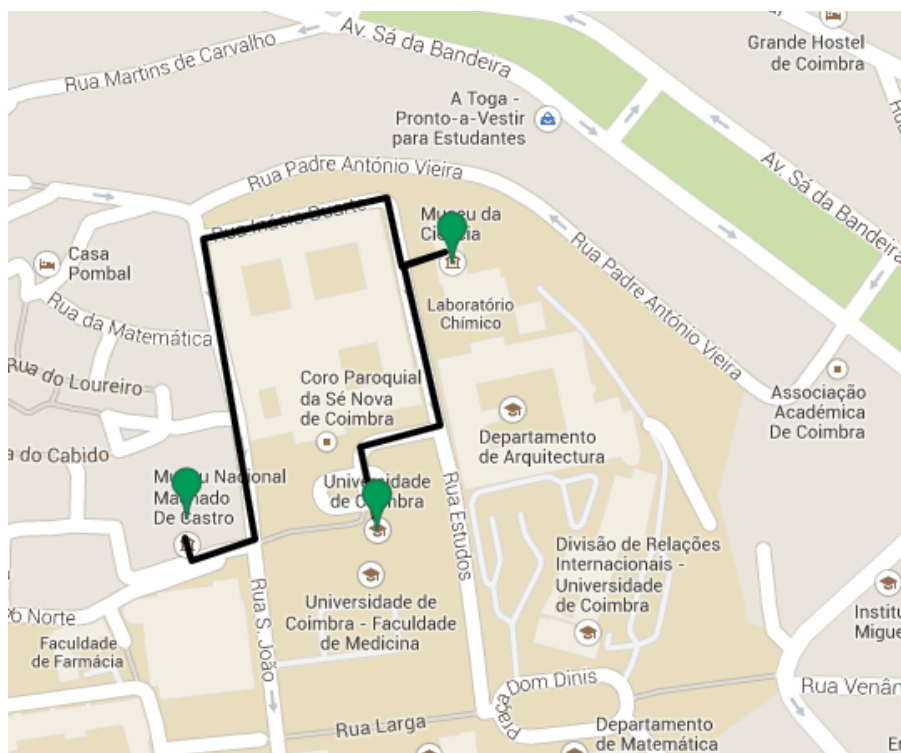 Rua Martins de Carvalho
Av. Sá da Bandeira
Grande Hostel
de Coimbra
A Toga -
Pronto-a-Vestir
para Estudantes
Av. Sá da Bandeira
Rua Padre António Vieira
Rua Inácio Duarte
Museu da
Ciência
Rua Padre António Vieira
Casa
Pombal
Laboratório
Chímico
Rua da Matemática
Rua do Loureiro
Coro Paroquial
da Sé Nova
de Coimbra
Associação
Académica
De Coimbra
Departamento
de Arquitectura
do Cabido
Museu Nacional
Machado
De Castro
Universidade
de Coimbra
Rua Estudos
Divisão de Relações
Internacionais -
Universidade
de Coimbra
Universidade de
Coimbra - Faculdade
de Medicina
Rua S. João
Norte
Faculdade
de Farmácia
Institu
Migue
Praça Dom Dinis
Rua Venân
Rua Larga
Departamento
de Matemática